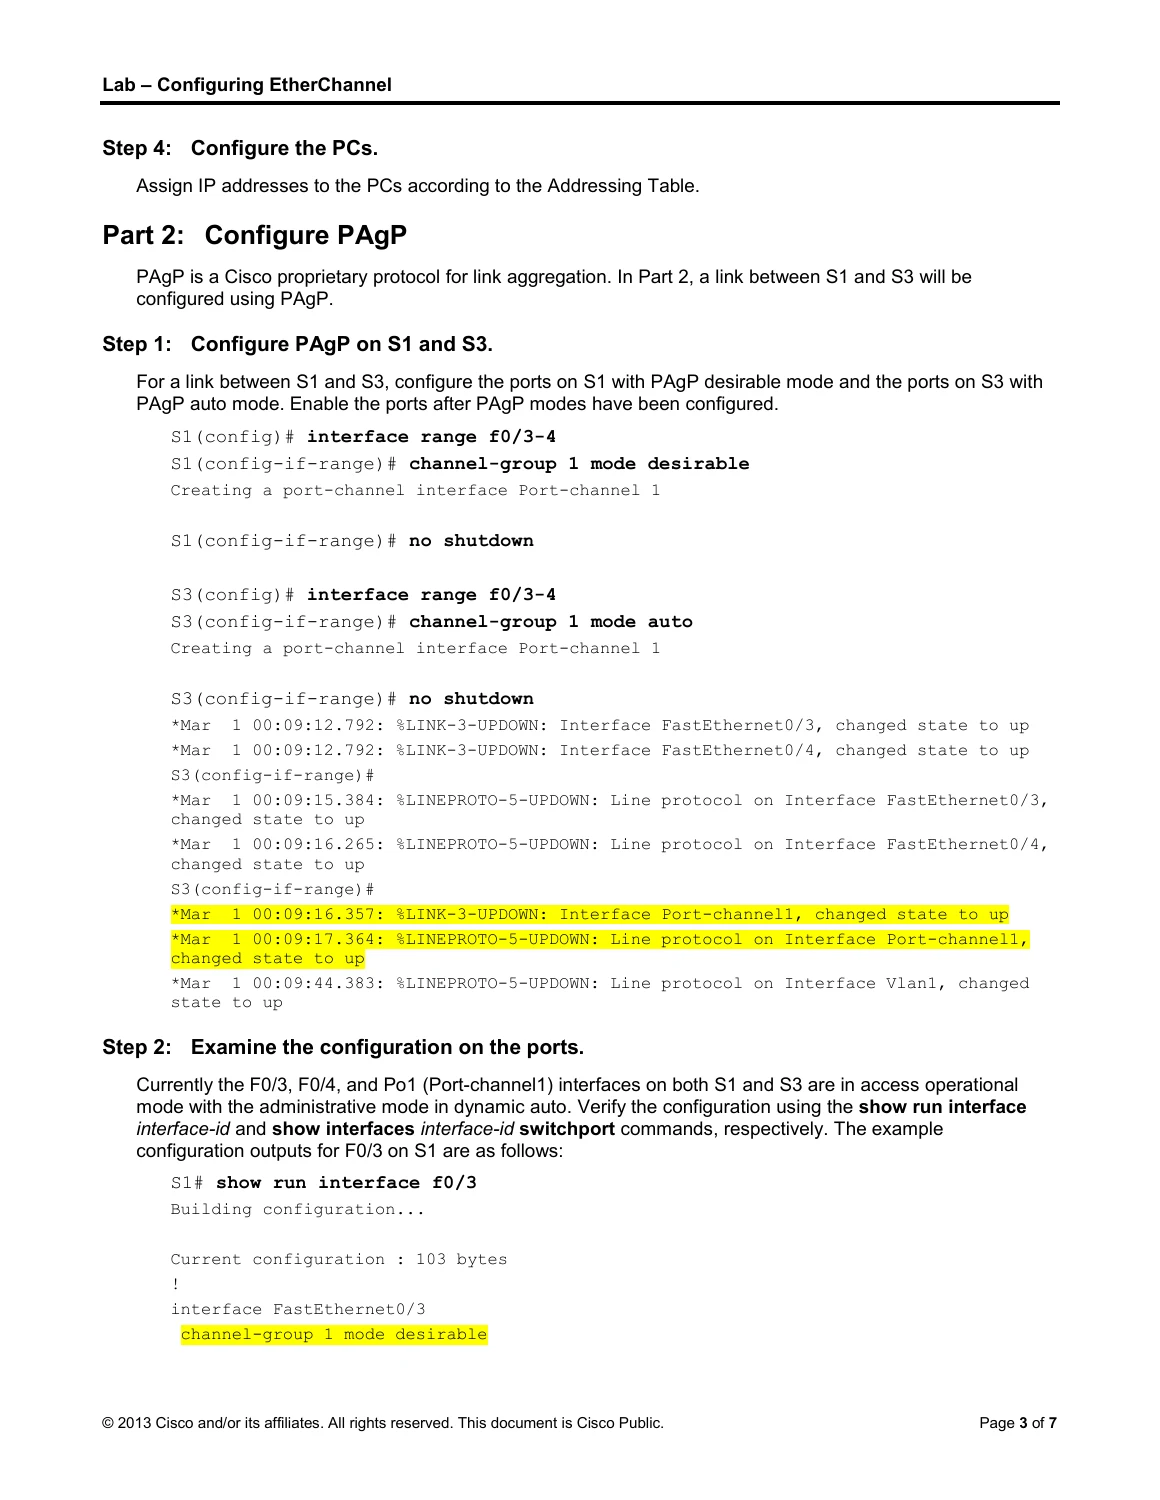 Lab – Configuring EtherChannel
Step 4: Configure the PCs.
Assign IP addresses to the PCs according to the Addressing Table.
Part 2: Configure PAgP
PAgP is a Cisco proprietary protocol for link aggregation. In Part 2, a link between S1 and S3 will be
configured using PAgP.
Step 1: Configure PAgP on S1 and S3.
For a link between S1 and S3, configure the ports on S1 with PAgP desirable mode and the ports on S3 with
PAgP auto mode. Enable the ports after PAgP modes have been configured.
S1(config)# interface range f0/3-4
S1(config-if-range)# channel-group 1 mode desirable
Creating a port-channel interface Port-channel 1
S1(config-if-range)# no shutdown
S3(config)# interface range f0/3-4
S3(config-if-range)# channel-group 1 mode auto
Creating a port-channel interface Port-channel 1
S3(config-if-range)# no shutdown
*Mar  1 00:09:12.792: %LINK-3-UPDOWN: Interface FastEthernet0/3, changed state to up
*Mar  1 00:09:12.792: %LINK-3-UPDOWN: Interface FastEthernet0/4, changed state to up
S3(config-if-range)#
*Mar  1 00:09:15.384: %LINEPROTO-5-UPDOWN: Line protocol on Interface FastEthernet0/3,
changed state to up
*Mar  1 00:09:16.265: %LINEPROTO-5-UPDOWN: Line protocol on Interface FastEthernet0/4,
changed state to up
S3(config-if-range)#
*Mar  1 00:09:16.357: %LINK-3-UPDOWN: Interface Port-channel1, changed state to up
*Mar  1 00:09:17.364: %LINEPROTO-5-UPDOWN: Line protocol on Interface Port-channel1,
changed state to up
*Mar  1 00:09:44.383: %LINEPROTO-5-UPDOWN: Line protocol on Interface Vlan1, changed
state to up
Step 2: Examine the configuration on the ports.
Currently the F0/3, F0/4, and Po1 (Port-channel1) interfaces on both S1 and S3 are in access operational
mode with the administrative mode in dynamic auto. Verify the configuration using the show run interface
interface-id and show interfaces interface-id switchport commands, respectively. The example
configuration outputs for F0/3 on S1 are as follows:
S1# show run interface f0/3
Building configuration...
Current configuration : 103 bytes
!
interface FastEthernet0/3
channel-group 1 mode desirable
© 2013 Cisco and/or its affiliates. All rights reserved. This document is Cisco Public. Page 3 of 7